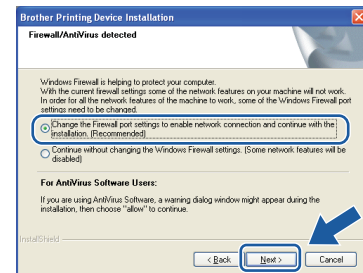 Brother Printing Device Installation
Firewall/AntiVirus detected
Windows Firewall is helping to protect your computer.
With the current firewall settings some of the network features on your machine will not work.
In order for all the network features of the machine to work, some of the Windows Firewall port
settings need to be changed.
Change the Firewall port settings to enable network connection and continue with the
installation. (Recommended)
Continue without changing the Windows Firewall settings. (Some network features will be
disabled)
For AntiVirus Software Users:
If you are using AntiVirus Software, a warning dialog window might appear during the
installation, then choose "allow" to continue.
InstallShield
< Back
Next >
Cancel